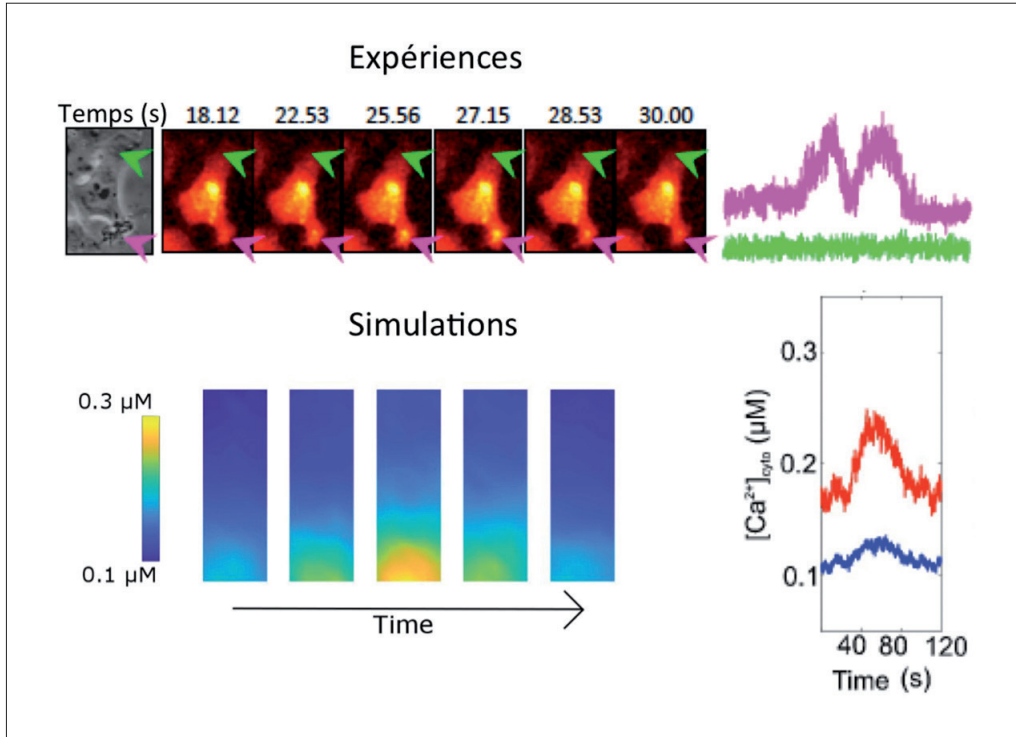 Expériences
Temps (s) 18.12 22.53 25.56 27.15 28.53 30.00
Simulations
0.3 µM
0.1 µM
Time
0.3
0.2
0.1
[Ca²⁺]cyto (µM)
40 80 120
Time (s)